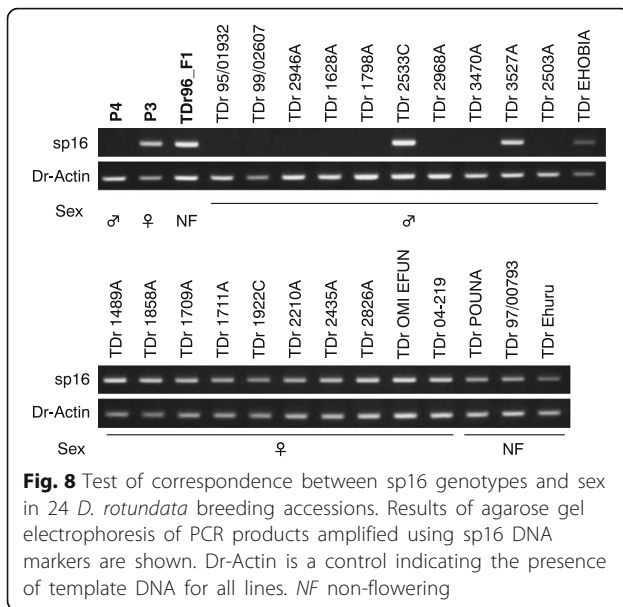 P4
P3
TDr96_F1
TDr 95/01932
TDr 99/02607
TDr 2946A
TDr 1628A
TDr 1798A
TDr 2533C
TDr 2968A
TDr 3470A
TDr 3527A
TDr 2503A
TDr EHOBIA
sp16
Dr-Actin
Sex
♂ ♀ NF ♂
TDr 1489A
TDr 1858A
TDr 1709A
TDr 1711A
TDr 1922C
TDr 2210A
TDr 2435A
TDr 2826A
TDr OMI EFUN
TDr 04-219
TDr POUNA
TDr 97/00793
TDr Ehuru
sp16
Dr-Actin
Sex ♀ NF
Fig. 8 Test of correspondence between sp16 genotypes and sex
in 24 D. rotundata breeding accessions. Results of agarose gel
electrophoresis of PCR products amplified using sp16 DNA
markers are shown. Dr-Actin is a control indicating the presence
of template DNA for all lines. NF non-flowering